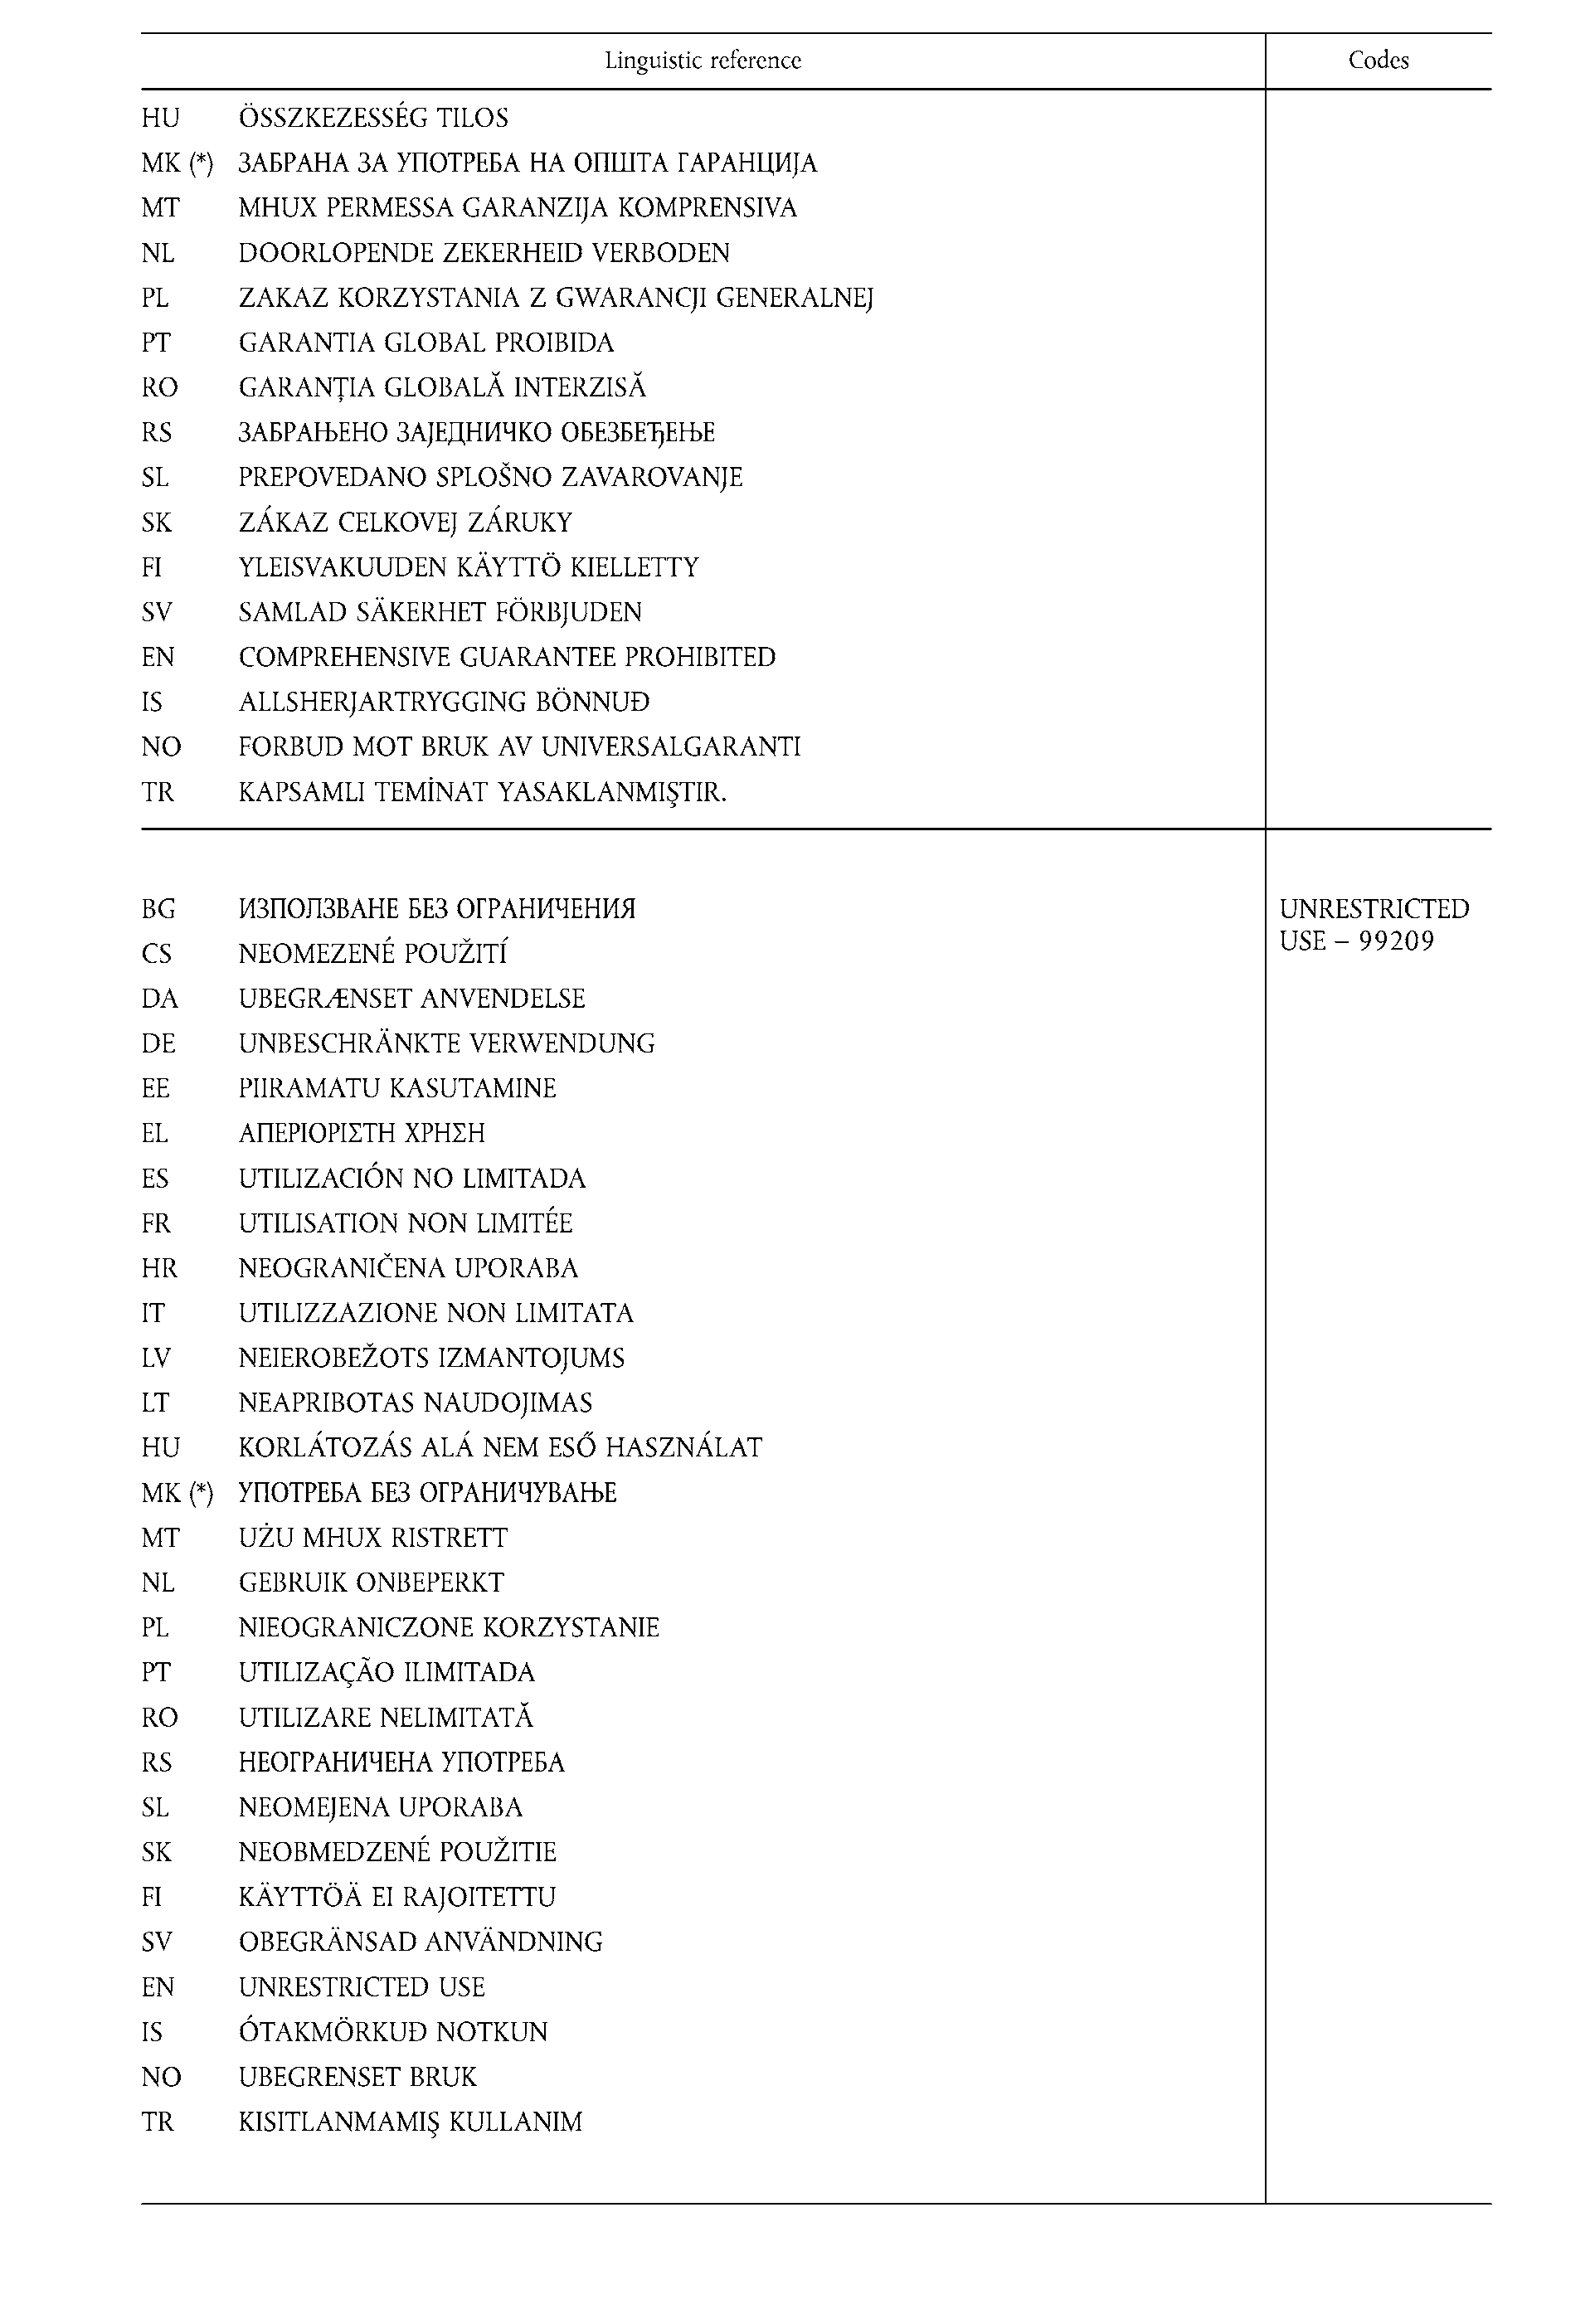 Linguistic reference Codes
HU ÖSSZKEZESSÉG TILOS
MK (*) ЗАБРАНА ЗА УПОТРЕБА НА ОПШТА ГАРАНЦИЈА
MT MHUX PERMESSA GARANZIJA KOMPRENSIVA
NL DOORLOPENDE ZEKERHEID VERBODEN
PL ZAKAZ KORZYSTANIA Z GWARANCJI GENERALNEJ
PT GARANTIA GLOBAL PROIBIDA
RO GARANȚIA GLOBALĂ INTERZISĂ
RS ЗАБРАЊЕНО ЗАЈЕДНИЧКО ОБЕЗБЕЂЕЊЕ
SL PREPOVEDANO SPLOŠNO ZAVAROVANJE
SK ZÁKAZ CELKOVEJ ZÁRUKY
FI YLEISVAKUUDEN KÄYTTÖ KIELLETTY
SV SAMLAD SÄKERHET FÖRBJUDEN
EN COMPREHENSIVE GUARANTEE PROHIBITED
IS ALLSHERJARTRYGGING BÖNNUÐ
NO FORBUD MOT BRUK AV UNIVERSALGARANTI
TR KAPSAMLI TEMİNAT YASAKLANMIŞTIR.
BG ИЗПОЛЗВАНЕ БЕЗ ОГРАНИЧЕНИЯ UNRESTRICTED
USE – 99209
CS NEOMEZENÉ POUŽITÍ
DA UBEGRÆNSET ANVENDELSE
DE UNBESCHRÄNKTE VERWENDUNG
EE PIIRAMATU KASUTAMINE
EL ΑΠΕΡΙΟΡΙΣΤΗ ΧΡΗΣΗ
ES UTILIZACIÓN NO LIMITADA
FR UTILISATION NON LIMITÉE
HR NEOGRANIČENA UPORABA
IT UTILIZZAZIONE NON LIMITATA
LV NEIEROBEŽOTS IZMANTOJUMS
LT NEAPRIBOTAS NAUDOJIMAS
HU KORLÁTOZÁS ALÁ NEM ESŐ HASZNÁLAT
MK (*) УПОТРЕБА БЕЗ ОГРАНИЧУВАЊЕ
MT UŻU MHUX RISTRETT
NL GEBRUIK ONBEPERKT
PL NIEOGRANICZONE KORZYSTANIE
PT UTILIZAÇÃO ILIMITADA
RO UTILIZARE NELIMITATĂ
RS НЕОГРАНИЧЕНА УПОТРЕБА
SL NEOMEJENA UPORABA
SK NEOBMEDZENÉ POUŽITIE
FI KÄYTTÖÄ EI RAJOITETTU
SV OBEGRÄNSAD ANVÄNDNING
EN UNRESTRICTED USE
IS ÓTAKMÖRKUÐ NOTKUN
NO UBEGRENSET BRUK
TR KISITLANMAMIŞ KULLANIM